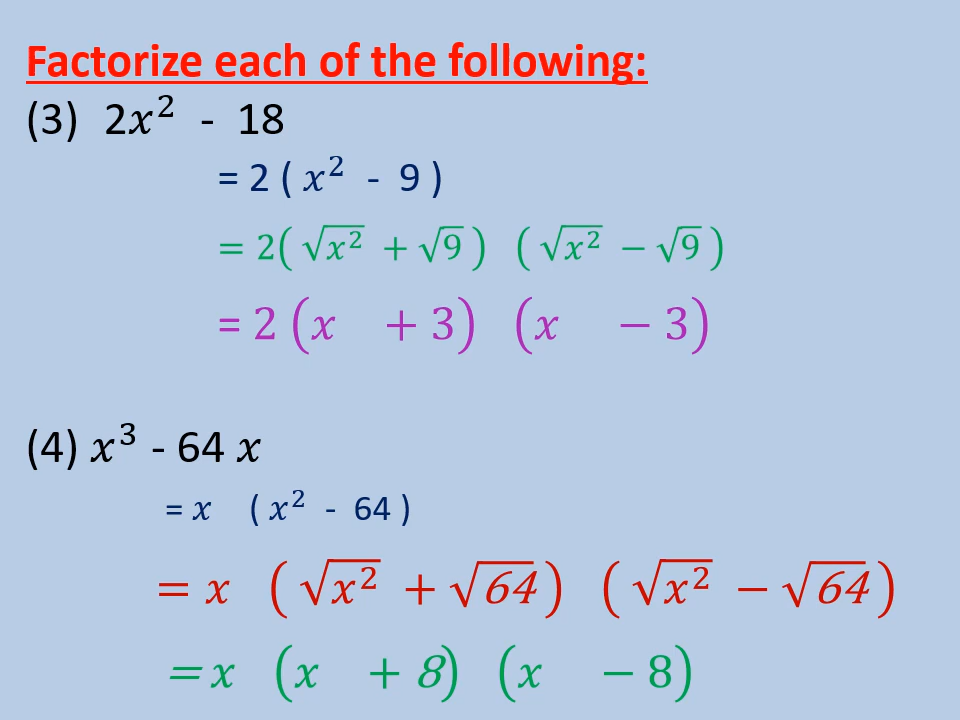 Factorize each of the following:
(3) 2𝑥² - 18
= 2 ( 𝑥² - 9 )
= 2( √𝑥² + √9 ) ( √𝑥² − √9 )
= 2 (𝑥 + 3) (𝑥 − 3)
(4) 𝑥³ - 64 𝑥
= 𝑥 ( 𝑥² - 64 )
= 𝑥 ( √𝑥² + √64 ) ( √𝑥² − √64 )
= 𝑥 (𝑥 + 8) (𝑥 − 8)